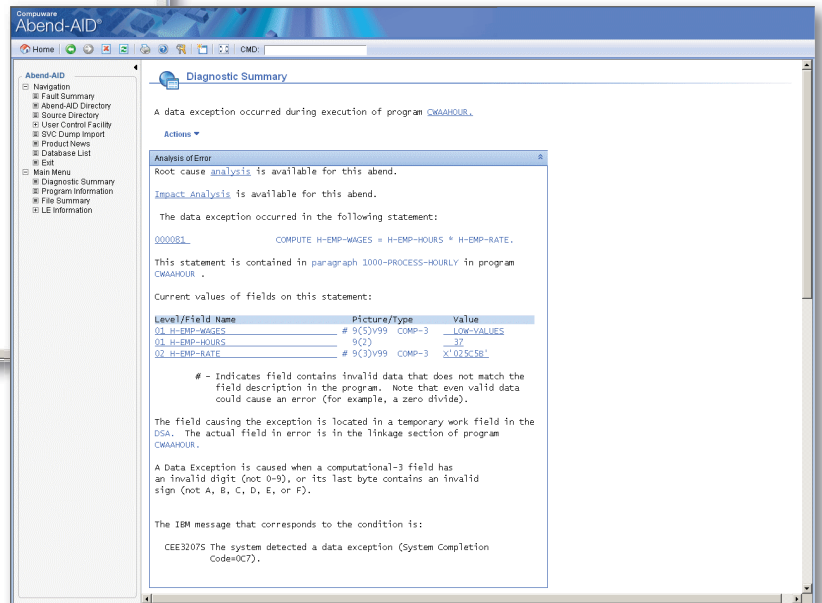 Compuware
Abend-AID®
Home
CMD:
Abend-AID
Navigation
Fault Summary
Abend-AID Directory
Source Directory
User Control Facility
SVC Dump Import
Product News
Database List
Exit
Main Menu
Diagnostic Summary
Program Information
File Summary
LE Information
Diagnostic Summary
A data exception occurred during execution of program CWAAHOUR.
Actions
Analysis of Error
Root cause analysis is available for this abend.
Impact Analysis is available for this abend.
The data exception occurred in the following statement:
000081 COMPUTE H-EMP-WAGES = H-EMP-HOURS * H-EMP-RATE.
This statement is contained in paragraph 1000-PROCESS-HOURLY in program
CWAAHOUR .
Current values of fields on this statement:
Level/Field Name Picture/Type Value
01 H-EMP-WAGES # 9(5)V99 COMP-3 LOW-VALUES
01 H-EMP-HOURS 9(2) 37
02 H-EMP-RATE # 9(3)V99 COMP-3 X'025C5B'
# - Indicates field contains invalid data that does not match the
field description in the program. Note that even valid data
could cause an error (for example, a zero divide).
The field causing the exception is located in a temporary work field in the
DSA. The actual field in error is in the linkage section of program
CWAAHOUR.
A Data Exception is caused when a computational-3 field has
an invalid digit (not 0-9), or its last byte contains an invalid
sign (not A, B, C, D, E, or F).
The IBM message that corresponds to the condition is:
CEE3207S The system detected a data exception (System Completion
Code=0C7).